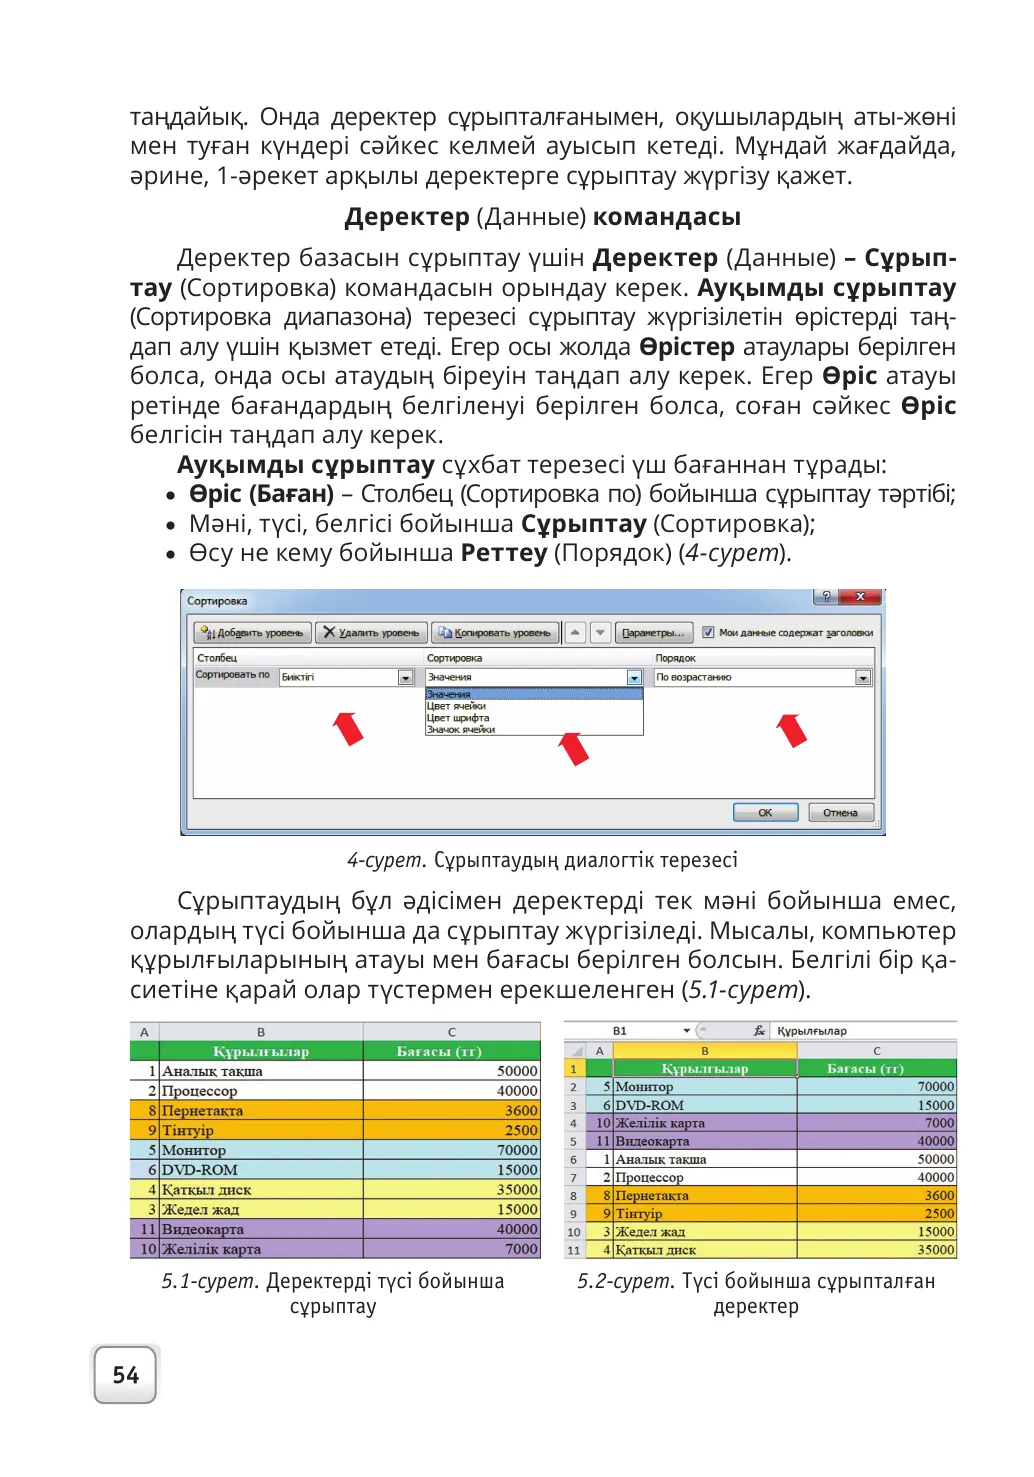 таңдайық. Онда деректер сұрыпталғанымен, оқушылардың аты-жөні
мен туған күндері сәйкес келмей ауысып кетеді. Мұндай жағдайда,
әрине, 1-әрекет арқылы деректерге сұрыптау жүргізу қажет.
Деректер (Данные) командасы
Деректер базасын сұрыптау үшін Деректер (Данные) – Сұрып-
тау (Сортировка) командасын орындау керек. Ауқымды сұрыптау
(Сортировка диапазона) терезесі сұрыптау жүргізілетін өрістерді таң-
дап алу үшін қызмет етеді. Егер осы жолда Өрістер атаулары берілген
болса, онда осы атаудың біреуін таңдап алу керек. Егер Өріс атауы
ретінде бағандардың белгіленуі берілген болса, соған сәйкес Өріс
белгісін таңдап алу керек.
Ауқымды сұрыптау сұхбат терезесі үш бағаннан тұрады:
• Өріс (Баған) – Столбец (Сортировка по) бойынша сұрыптау тәртібі;
• Мәні, түсі, белгісі бойынша Сұрыптау (Сортировка);
• Өсу не кему бойынша Реттеу (Порядок) (4-сурет).
Сортировка
Добавить уровень Удалить уровень Копировать уровень Параметры... Мои данные содержат заголовки
Столбец Сортировка Порядок
Сортировать по Биіктігі Значения По возрастанию
Значения
Цвет ячейки
Цвет шрифта
Значок ячейки
ОК Отмена
4-сурет. Сұрыптаудың диалогтік терезесі
Сұрыптаудың бұл әдісімен деректерді тек мәні бойынша емес,
олардың түсі бойынша да сұрыптау жүргізіледі. Мысалы, компьютер
құрылғыларының атауы мен бағасы берілген болсын. Белгілі бір қа-
сиетіне қарай олар түстермен ерекшеленген (5.1-сурет).
A B C
Құрылғылар Бағасы (тг)
1 Аналық тақша 50000
2 Процессор 40000
8 Пернетақта 3600
9 Тінтуір 2500
5 Монитор 70000
6 DVD-ROM 15000
4 Қатқыл диск 35000
3 Жедел жад 15000
11 Видеокарта 40000
10 Желілік карта 7000
5.1-сурет. Деректерді түсі бойынша
сұрыптау
B1 fx Құрылғылар
A B C
1 Құрылғылар Бағасы (тг)
2 5 Монитор 70000
3 6 DVD-ROM 15000
4 10 Желілік карта 7000
5 11 Видеокарта 40000
6 1 Аналық тақша 50000
7 2 Процессор 40000
8 8 Пернетақта 3600
9 9 Тінтуір 2500
10 3 Жедел жад 15000
11 4 Қатқыл диск 35000
5.2-сурет. Түсі бойынша сұрыпталған
деректер
54